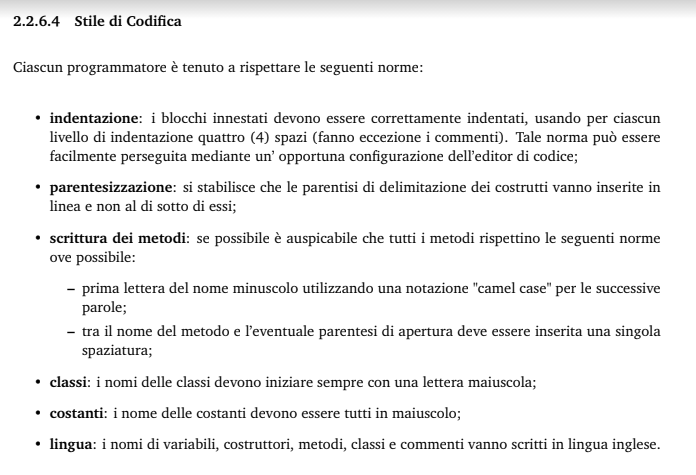 2.2.6.4 Stile di Codifica
Ciascun programmatore è tenuto a rispettare le seguenti norme:
• indentazione: i blocchi innestati devono essere correttamente indentati, usando per ciascun
livello di indentazione quattro (4) spazi (fanno eccezione i commenti). Tale norma può essere
facilmente perseguita mediante un' opportuna configurazione dell'editor di codice;
• parentesizzazione: si stabilisce che le parentisi di delimitazione dei costrutti vanno inserite in
linea e non al di sotto di essi;
• scrittura dei metodi: se possibile è auspicabile che tutti i metodi rispettino le seguenti norme
ove possibile:
– prima lettera del nome minuscolo utilizzando una notazione "camel case" per le successive
parole;
– tra il nome del metodo e l'eventuale parentesi di apertura deve essere inserita una singola
spaziatura;
• classi: i nomi delle classi devono iniziare sempre con una lettera maiuscola;
• costanti: i nome delle costanti devono essere tutti in maiuscolo;
• lingua: i nomi di variabili, costruttori, metodi, classi e commenti vanno scritti in lingua inglese.